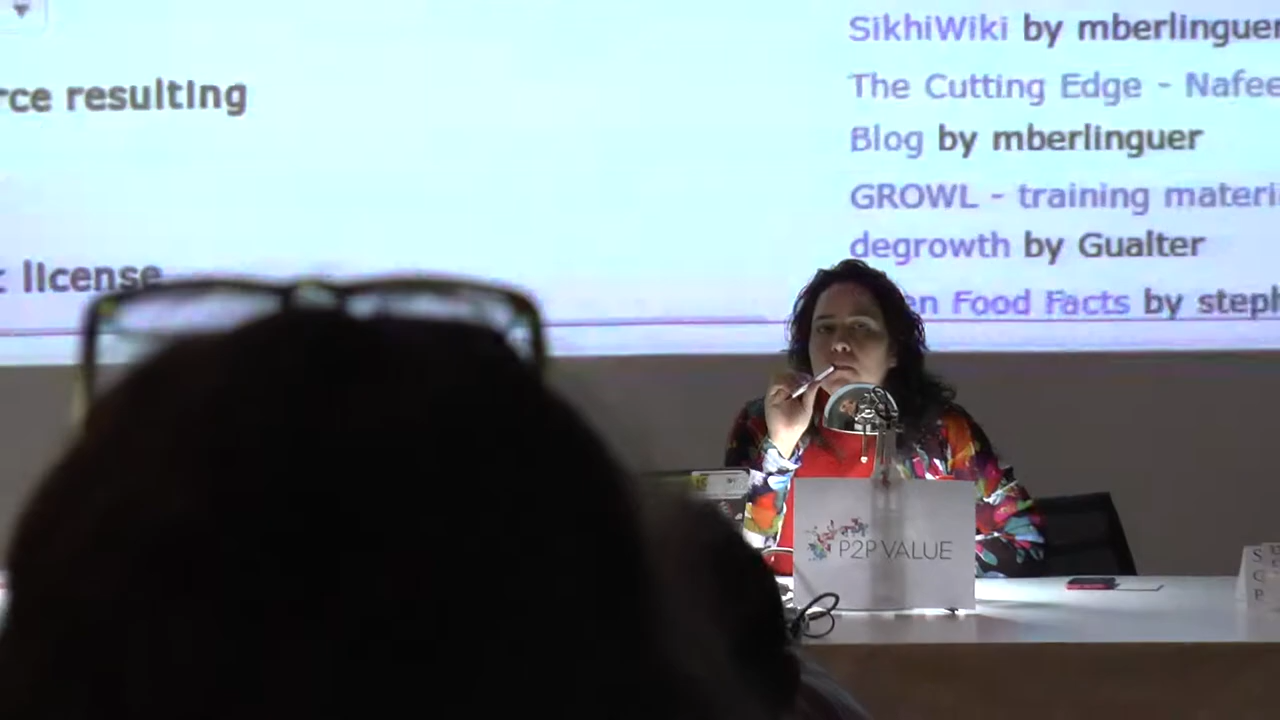 rce resulting
license
SikhiWiki by mberlinguer
The Cutting Edge - Nafee
Blog by mberlinguer
GROWL - training materi
degrowth by Gualter
en Food Facts by steph
P2P VALUE